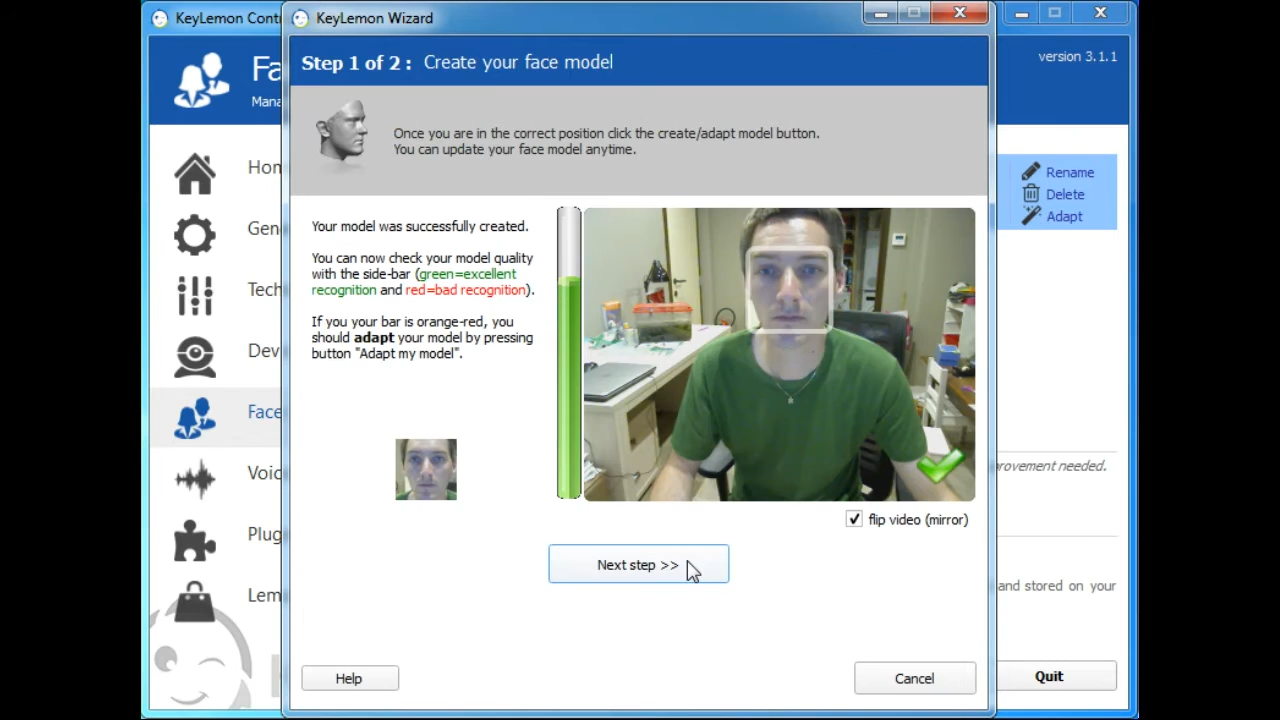 KeyLemon Cont
KeyLemon Wizard
Fa
Mana
version 3.1.1
Step 1 of 2 : Create your face model
Once you are in the correct position click the create/adapt model button.
You can update your face model anytime.
Hom
Gen
Tech
Dev
Face
Voic
Plug
Lem
Rename
Delete
Adapt
Your model was successfully created.
You can now check your model quality
with the side-bar (green=excellent
recognition and red=bad recognition).
If you your bar is orange-red, you
should adapt your model by pressing
button "Adapt my model".
flip video (mirror)
Next step >>
provement needed.
and stored on your
Help
Cancel
Quit